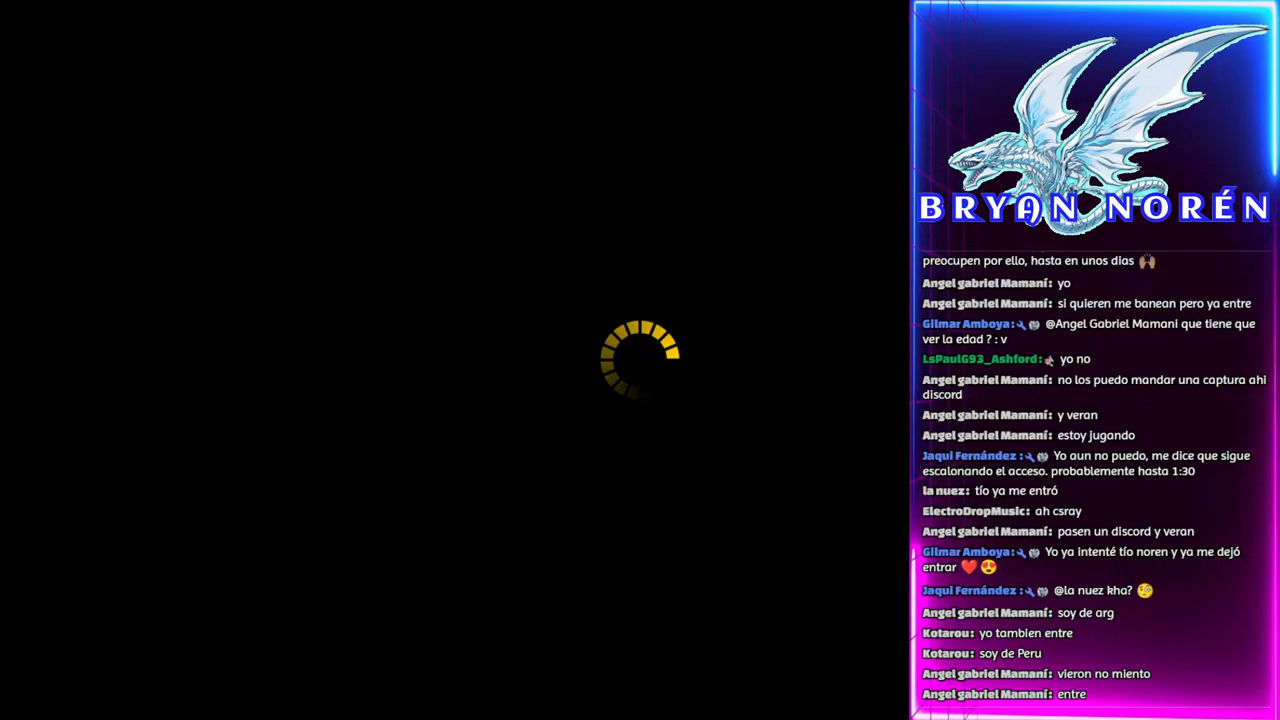 BRYAN NORÉN
preocupen por ello, hasta en unos dias 🙌🏽
Angel gabriel Mamaní: yo
Angel gabriel Mamaní: si quieren me banean pero ya entre
Gilmar Amboya: @Angel Gabriel Mamani que tiene que
ver la edad ? : v
LsPaulG93_Ashford: yo no
Angel gabriel Mamaní: no los puedo mandar una captura ahi
discord
Angel gabriel Mamaní: y veran
Angel gabriel Mamaní: estoy jugando
Jaqui Fernández : Yo aun no puedo, me dice que sigue
escalonando el acceso. probablemente hasta 1:30
la nuez: tío ya me entró
ElectroDropMusic: ah csray
Angel gabriel Mamaní: pasen un discord y veran
Gilmar Amboya: Yo ya intenté tío noren y ya me dejó
entrar ❤️ 😍
Jaqui Fernández : @la nuez kha? 🧐
Angel gabriel Mamaní: soy de arg
Kotarou: yo tambien entre
Kotarou: soy de Peru
Angel gabriel Mamaní: vieron no miento
Angel gabriel Mamaní: entre